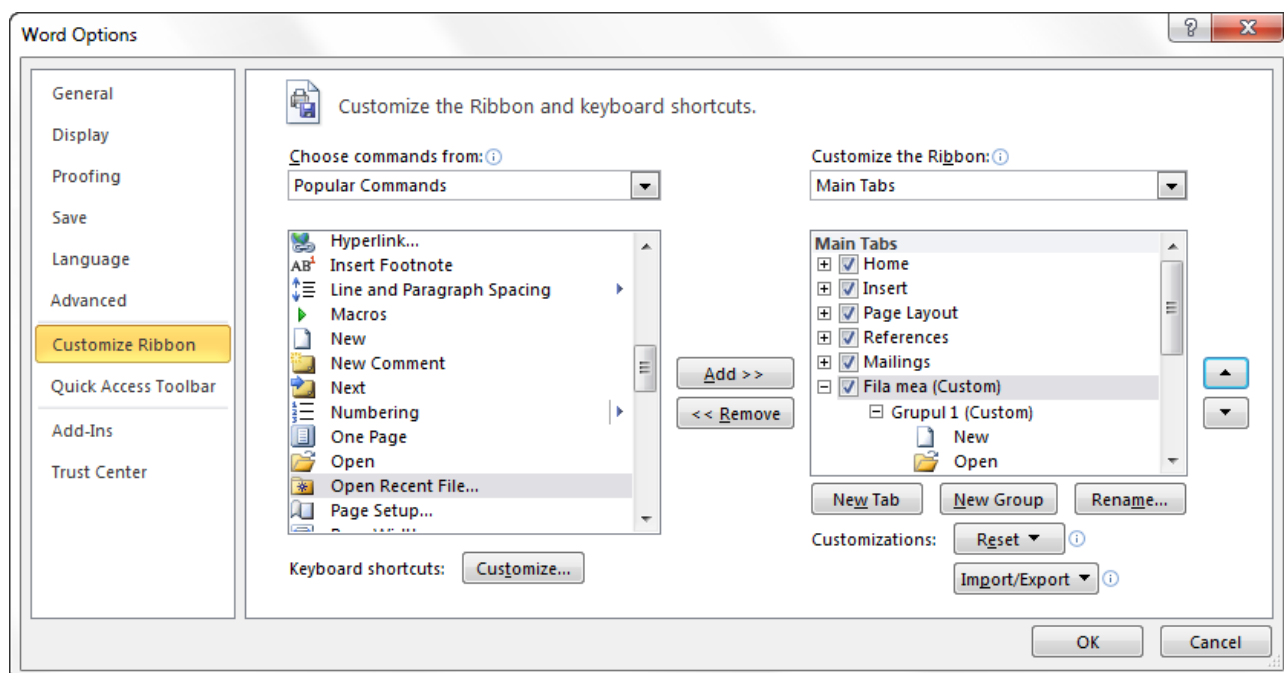 Word Options
General
Display
Proofing
Save
Language
Advanced
Customize Ribbon
Quick Access Toolbar
Add-Ins
Trust Center
Customize the Ribbon and keyboard shortcuts.
Choose commands from:
Popular Commands
Hyperlink...
Insert Footnote
Line and Paragraph Spacing
Macros
New
New Comment
Next
Numbering
One Page
Open
Open Recent File...
Page Setup...
Keyboard shortcuts: Customize...
Add >>
<< Remove
Customize the Ribbon:
Main Tabs
Main Tabs
Home
Insert
Page Layout
References
Mailings
Fila mea (Custom)
Grupul 1 (Custom)
New
Open
New Tab New Group Rename...
Customizations: Reset
Import/Export
OK Cancel